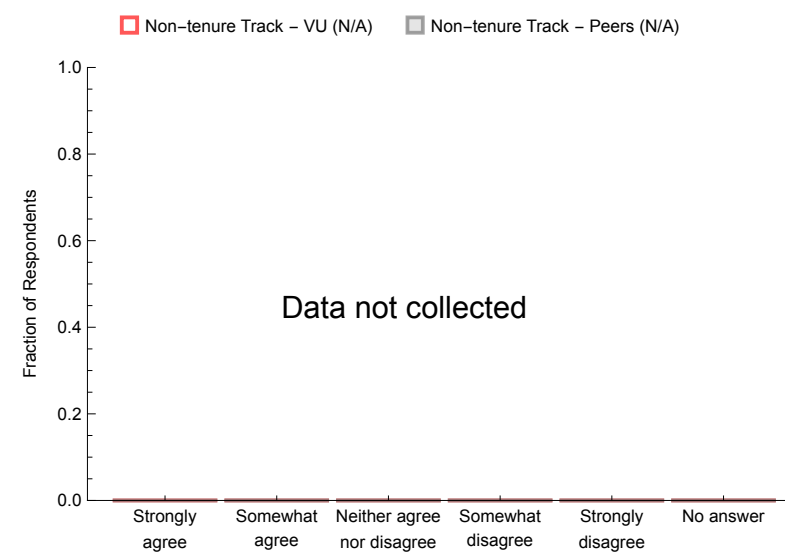 Non−tenure Track − VU (N/A) Non−tenure Track − Peers (N/A)
1.0
0.8
0.6
0.4
0.2
0.0
Fraction of Respondents
Data not collected
Strongly agree
Somewhat agree
Neither agree nor disagree
Somewhat disagree
Strongly disagree
No answer